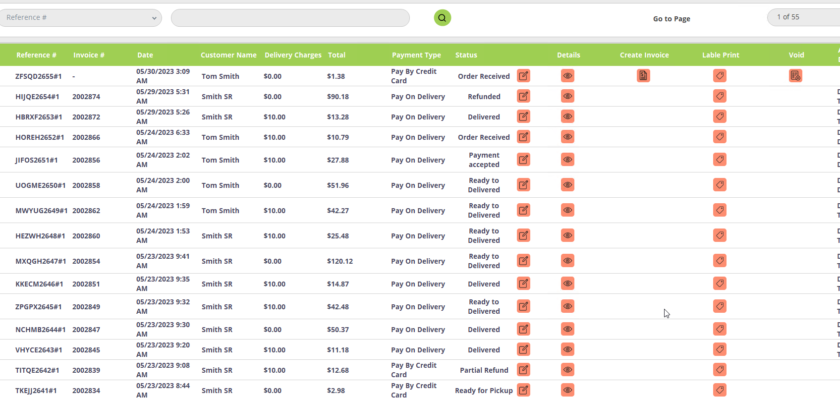 Reference # Go to Page 1 of 55
Reference # Invoice # Date Customer Name Delivery Charges Total Payment Type Status Details Create Invoice Lable Print Void
ZFSQD2655#1 - 05/30/2023 3:09 AM Tom Smith $0.00 $1.38 Pay By Credit Card Order Received
HIJQE2654#1 2002874 05/29/2023 5:31 AM Smith SR $0.00 $90.18 Pay On Delivery Refunded
HBRXF2653#1 2002872 05/29/2023 5:26 AM Smith SR $10.00 $13.28 Pay On Delivery Delivered
HOREH2652#1 2002866 05/24/2023 6:33 AM Tom Smith $10.00 $10.79 Pay On Delivery Order Received
JIFOS2651#1 2002856 05/24/2023 2:02 AM Tom Smith $10.00 $27.88 Pay On Delivery Payment accepted
UOGME2650#1 2002858 05/24/2023 2:00 AM Tom Smith $0.00 $51.96 Pay On Delivery Ready to Delivered
MWYUG2649#1 2002862 05/24/2023 1:59 AM Tom Smith $10.00 $42.27 Pay On Delivery Ready to Delivered
HEZWH2648#1 2002860 05/24/2023 1:53 AM Smith SR $10.00 $25.48 Pay On Delivery Ready to Delivered
MXQGH2647#1 2002854 05/23/2023 9:41 AM Smith SR $0.00 $120.12 Pay On Delivery Ready to Delivered
KKECM2646#1 2002851 05/23/2023 9:35 AM Smith SR $10.00 $14.87 Pay On Delivery Delivered
ZPGPX2645#1 2002849 05/23/2023 9:32 AM Smith SR $10.00 $42.48 Pay On Delivery Ready to Delivered
NCHMB2644#1 2002847 05/23/2023 9:30 AM Smith SR $0.00 $50.37 Pay On Delivery Delivered
VHYCE2643#1 2002845 05/23/2023 9:20 AM Smith SR $10.00 $11.18 Pay On Delivery Delivered
TITQE2642#1 2002839 05/23/2023 9:08 AM Smith SR $10.00 $12.68 Pay By Credit Card Partial Refund
TKEJJ2641#1 2002834 05/23/2023 8:44 AM Smith SR $0.00 $2.98 Pay By Credit Card Ready for Pickup